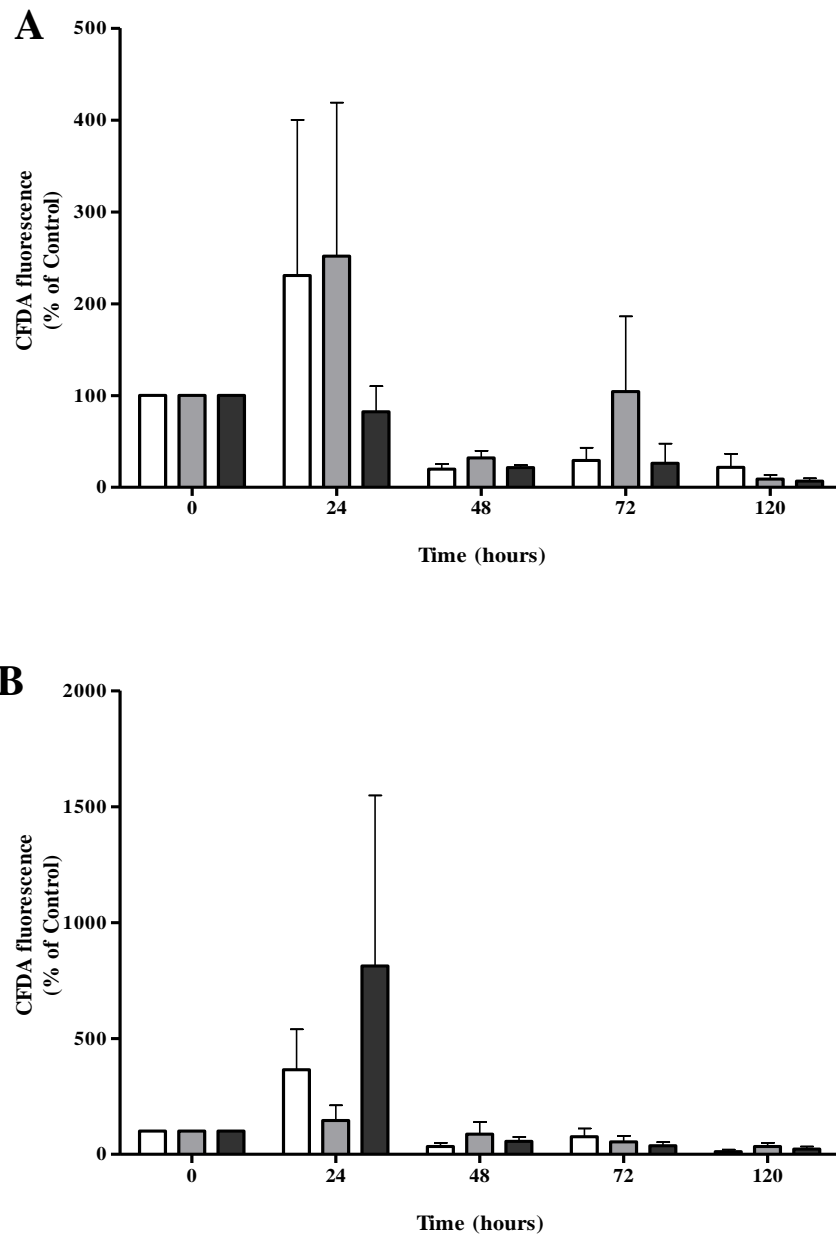 A
500
400
300
200
100
0
CFDA fluorescence
(% of Control)
0 24 48 72 120
Time (hours)
B
2000
1500
1000
500
0
CFDA fluorescence
(% of Control)
0 24 48 72 120
Time (hours)